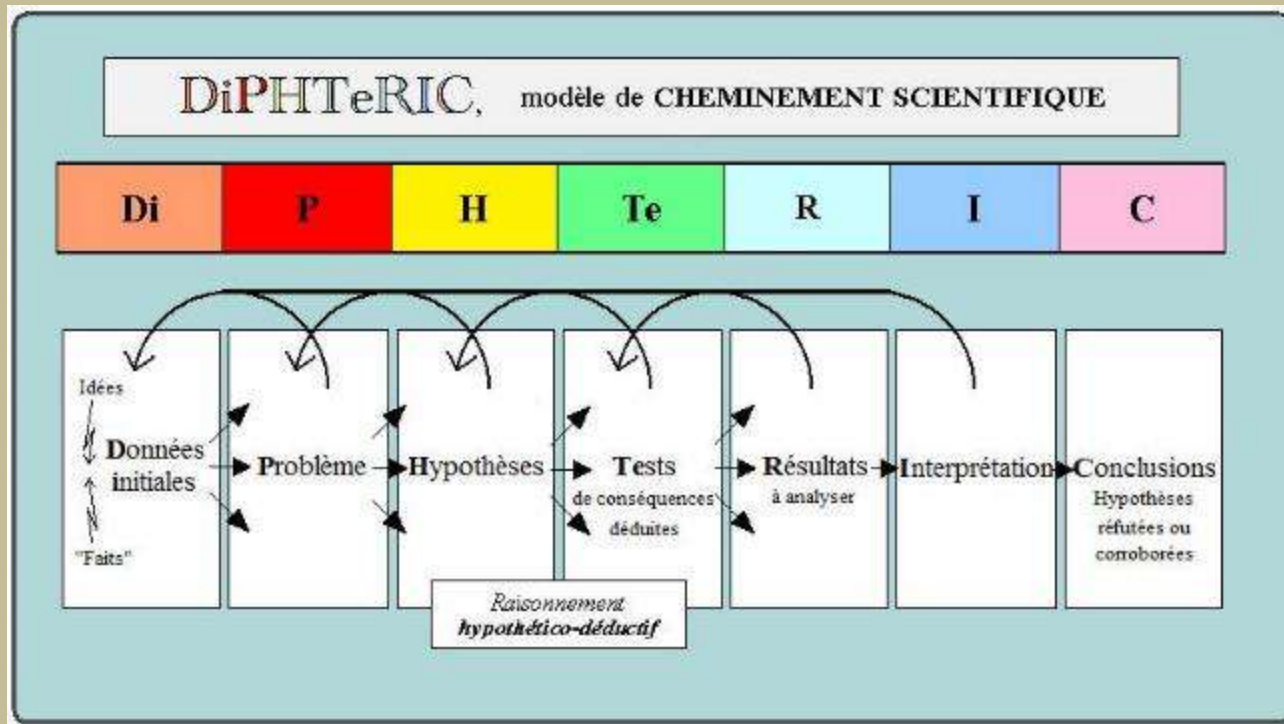 DiPHTeRIC, modèle de CHEMINEMENT SCIENTIFIQUE
Di P H Te R I C
Idées
Données
initiales
"Faits"
Problème
Hypothèses
Tests
de conséquences
déduites
Résultats
à analyser
Interprétation
Conclusions
Hypothèses
réfutées ou
corroborées
Raisonnement
hypothético-déductif